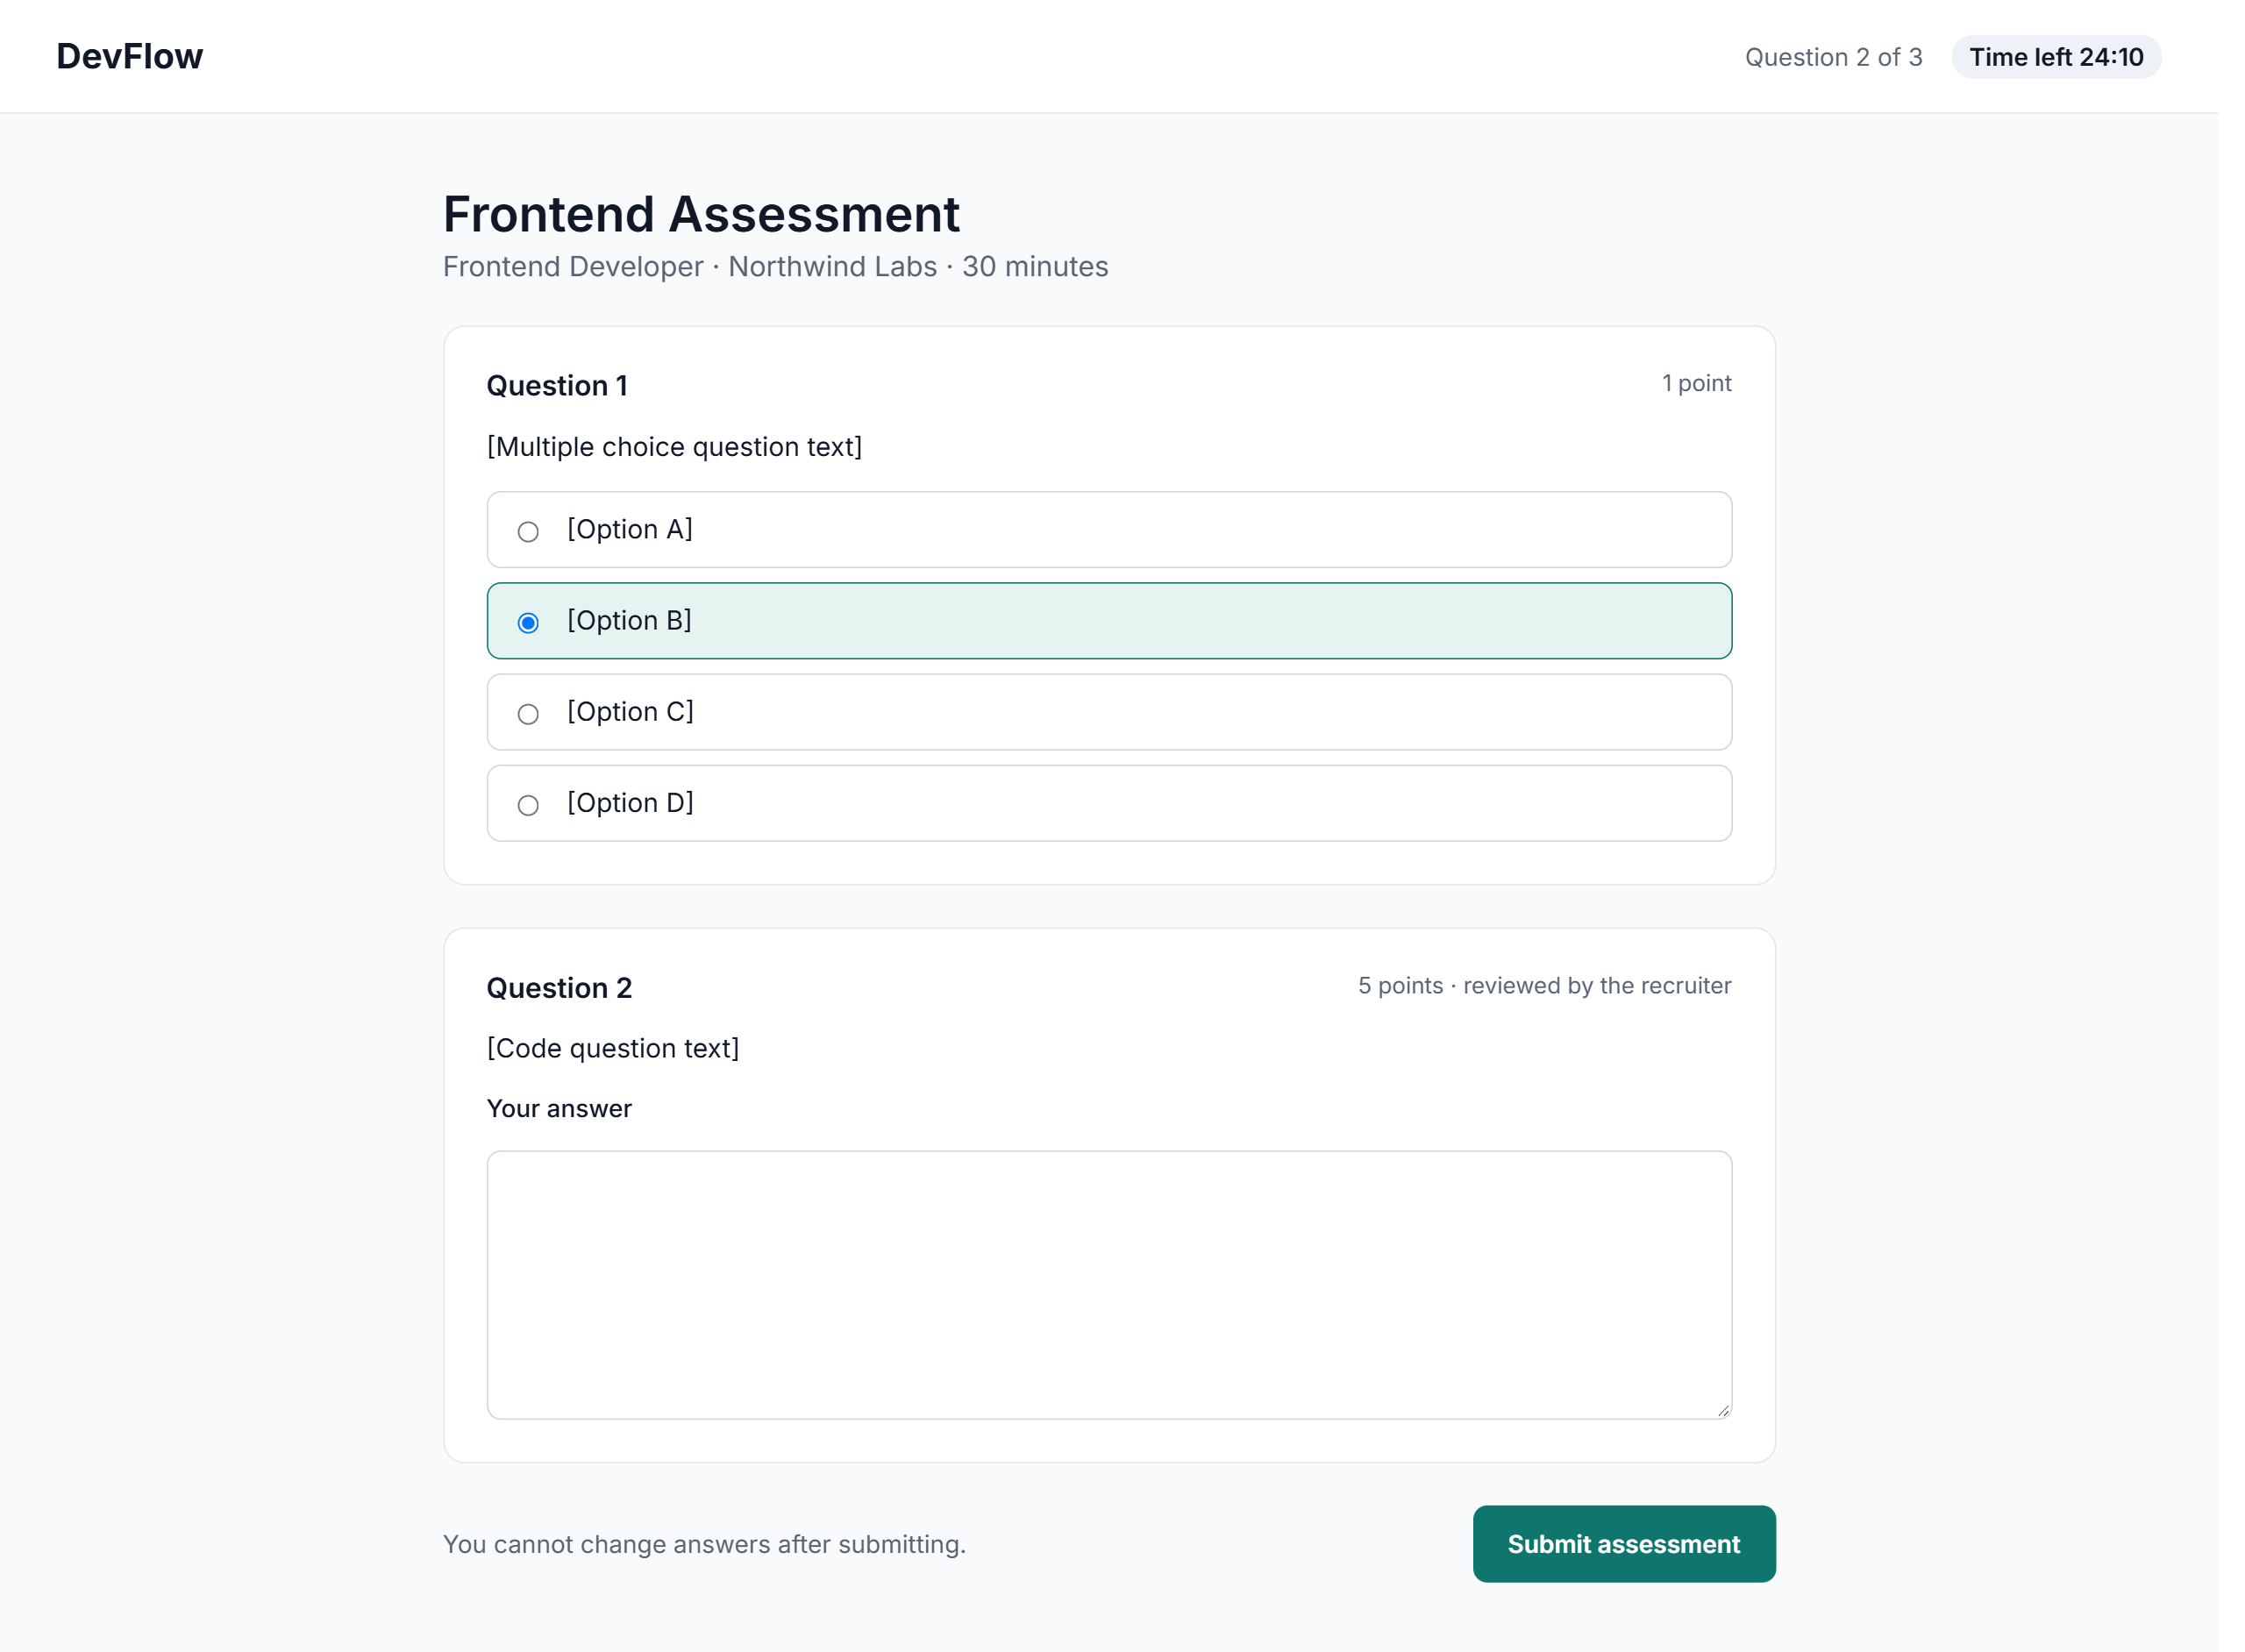 DevFlow
Question 2 of 3
Time left 24:10
Frontend Assessment
Frontend Developer · Northwind Labs · 30 minutes
Question 1
1 point
[Multiple choice question text]
[Option A]
[Option B]
[Option C]
[Option D]
Question 2
5 points · reviewed by the recruiter
[Code question text]
Your answer
You cannot change answers after submitting.
Submit assessment